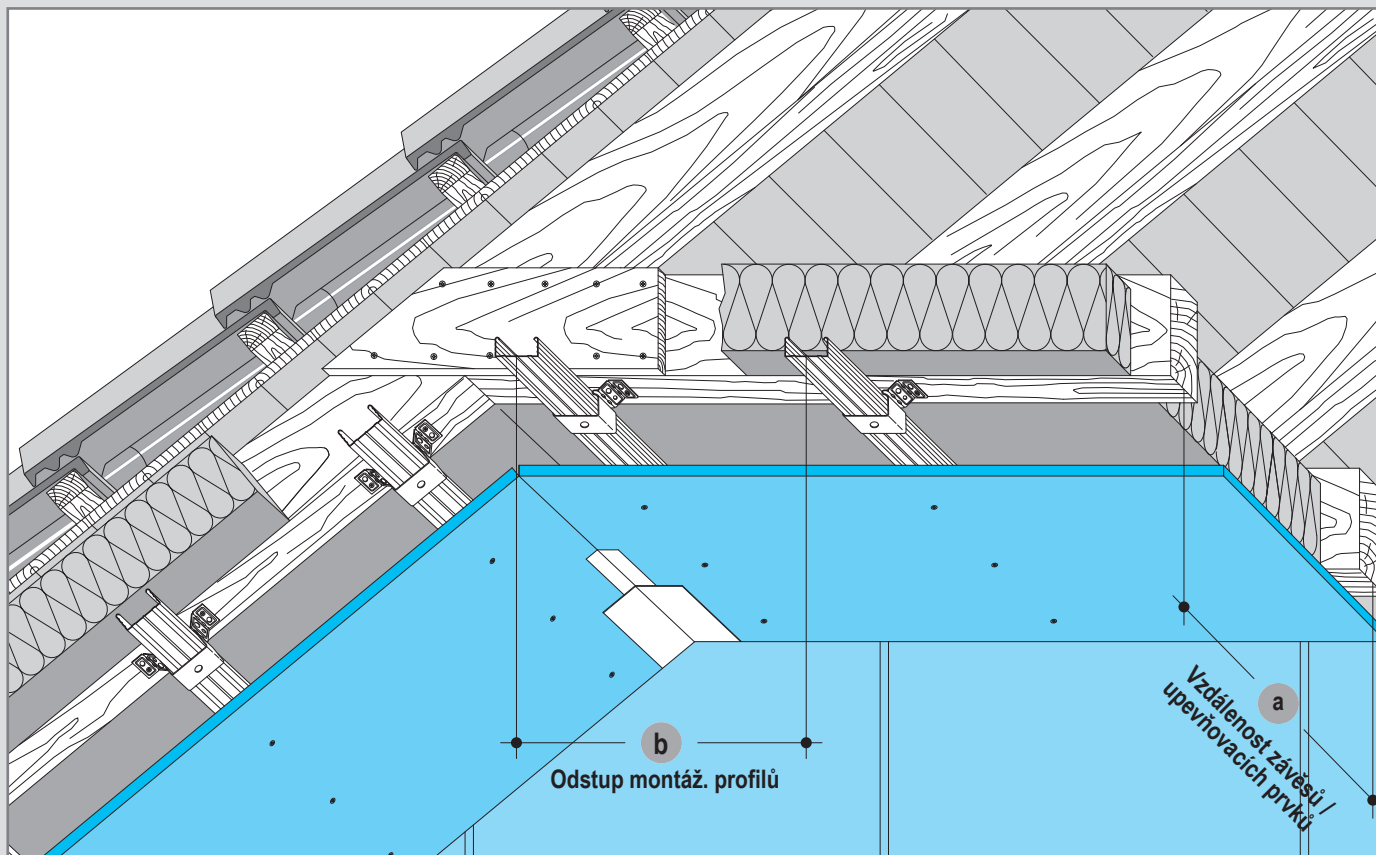 b
Odstup montáž. profilů
a
Vzdálenost závěsů /
upevňovacích prvků